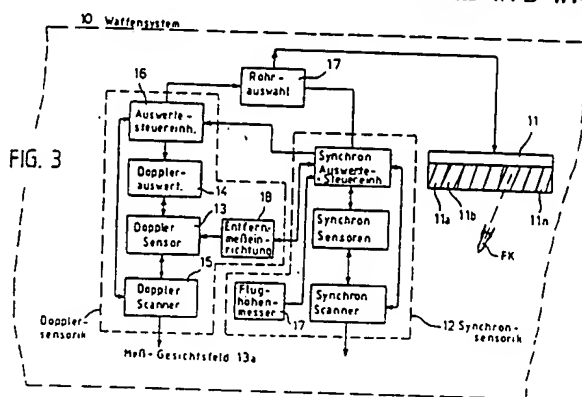 10 Waffensystem
16
17
Rohr-
auswahl
Auswerte-
steuereinh.
FIG. 3
Doppler-
auswert.
14
13
Doppler
Sensor
15
Doppler
Scanner
18
Entfern.-
meßein-
richtung
Synchron
Auswerte-
-Steuereinh.
Synchron
Sensoren
Flug-
höhen-
messer
17
Synchron
Scanner
11
11a
11b
11n
FK
Doppler-
sensorik
Meß-Gesichtsfeld 13a
12 Synchron-
sensorik